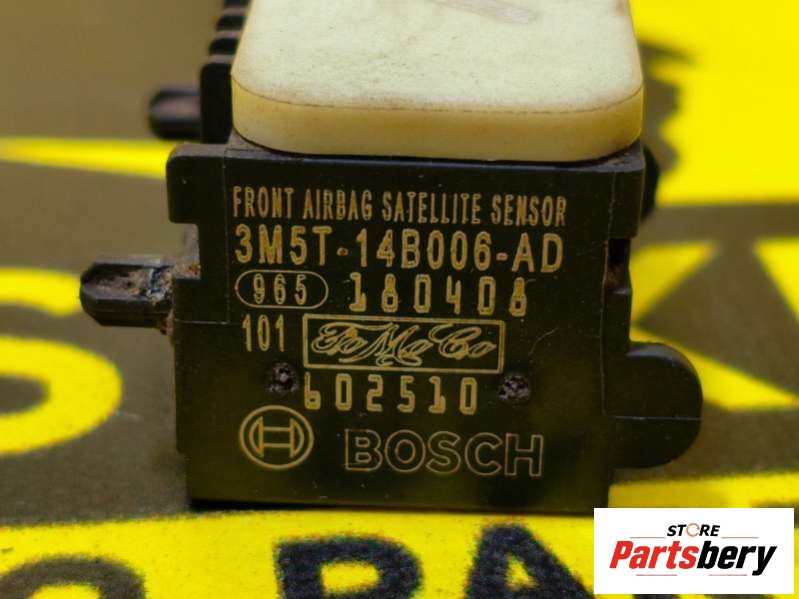 FRONT AIRBAG SATELLITE SENSOR
3M5T-14B006-AD
965 180408
101 FoMoCo
602510
BOSCH
STORE
Partsbery